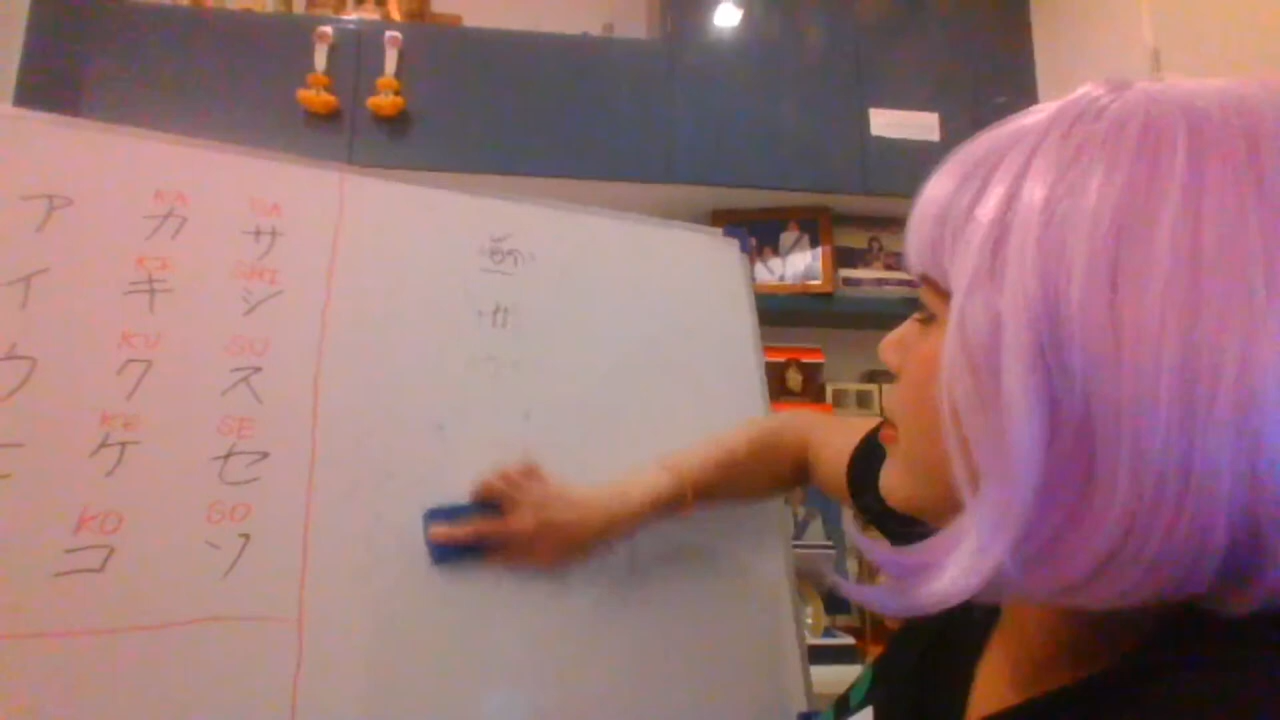 KA SA
ア カ サ
KI SHI
イ キ シ
KU SU
ウ ク ス
KE SE
ケ セ
KO SO
コ ソ